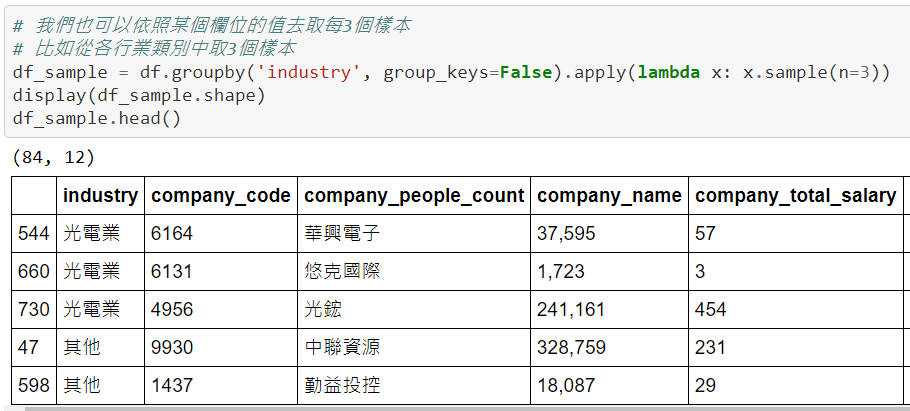 # 我們也可以依照某個欄位的值去取每3個樣本
# 比如從各行業類別中取3個樣本
df_sample = df.groupby('industry', group_keys=False).apply(lambda x: x.sample(n=3))
display(df_sample.shape)
df_sample.head()
(84, 12)
industry company_code company_people_count company_name company_total_salary
544 光電業 6164 華興電子 37,595 57
660 光電業 6131 悠克國際 1,723 3
730 光電業 4956 光鋐 241,161 454
47 其他 9930 中聯資源 328,759 231
598 其他 1437 勤益投控 18,087 29